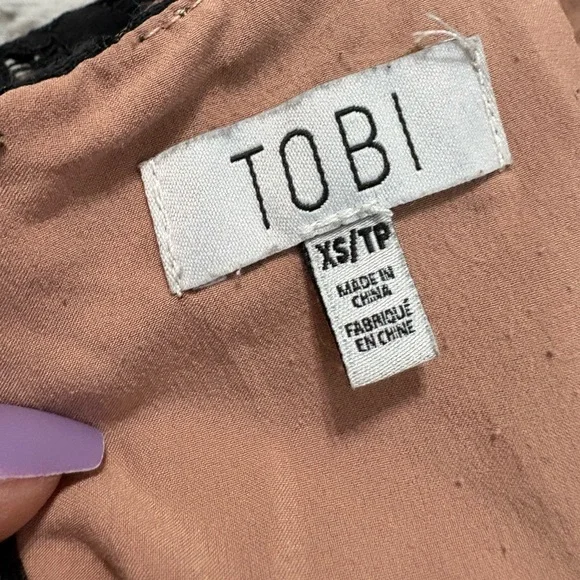 TOBI
XS/TP
MADE IN
CHINA
FABRIQUÉ
EN CHINE